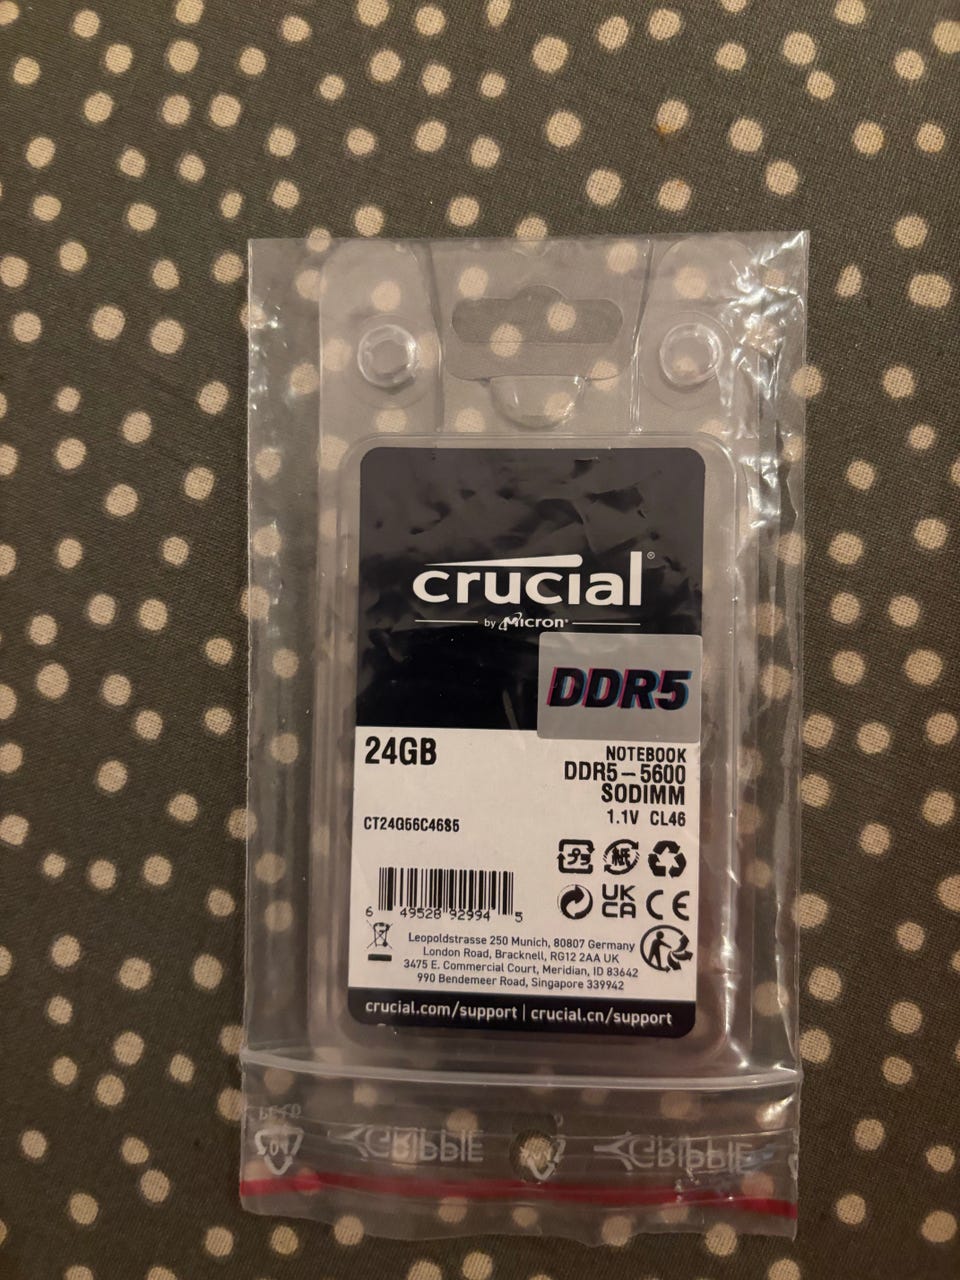 crucial®
by Micron®
DDR5
24GB
NOTEBOOK
DDR5-5600
SODIMM
1.1V CL46
CT24G56C46S5
6 49528 92994 5
UK
CA
CE
Leopoldstrasse 250 Munich, 80807 Germany
London Road, Bracknell, RG12 2AA UK
3475 E. Commercial Court, Meridian, ID 83642
990 Bendemeer Road, Singapore 339942
crucial.com/support | crucial.cn/support
GRIPPIE GRIPPIE